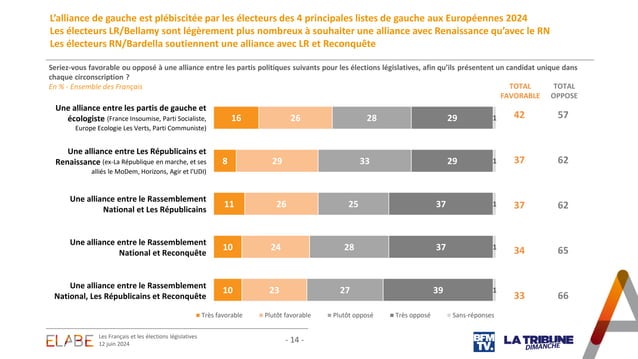 L'alliance de gauche est plébiscitée par les électeurs des 4 principales listes de gauche aux Européennes 2024
Les électeurs LR/Bellamy sont légèrement plus nombreux à souhaiter une alliance avec Renaissance qu'avec le RN
Les électeurs RN/Bardella soutiennent une alliance avec LR et Reconquête
Seriez-vous favorable ou opposé à une alliance entre les partis politiques suivants pour les élections législatives, afin qu'ils présentent un candidat unique dans
chaque circonscription ?
En % - Ensemble des Français
TOTAL
FAVORABLE
TOTAL
OPPOSE
Une alliance entre les partis de gauche et
écologiste (France Insoumise, Parti Socialiste,
Europe Ecologie Les Verts, Parti Communiste)
16 26 28 29 1 42 57
Une alliance entre Les Républicains et
Renaissance (ex-La République en marche, et ses
alliés le MoDem, Horizons, Agir et l'UDI)
8 29 33 29 1 37 62
Une alliance entre le Rassemblement
National et Les Républicains
11 26 25 37 1 37 62
Une alliance entre le Rassemblement
National et Reconquête
10 24 28 37 1 34 65
Une alliance entre le Rassemblement
National, Les Républicains et Reconquête
10 23 27 39 1 33 66
Très favorable Plutôt favorable Plutôt opposé Très opposé Sans-réponses
ELABE
Les Français et les élections législatives
12 juin 2024
- 14 -
BFM
TV.
LA TRIBUNE
DIMANCHE